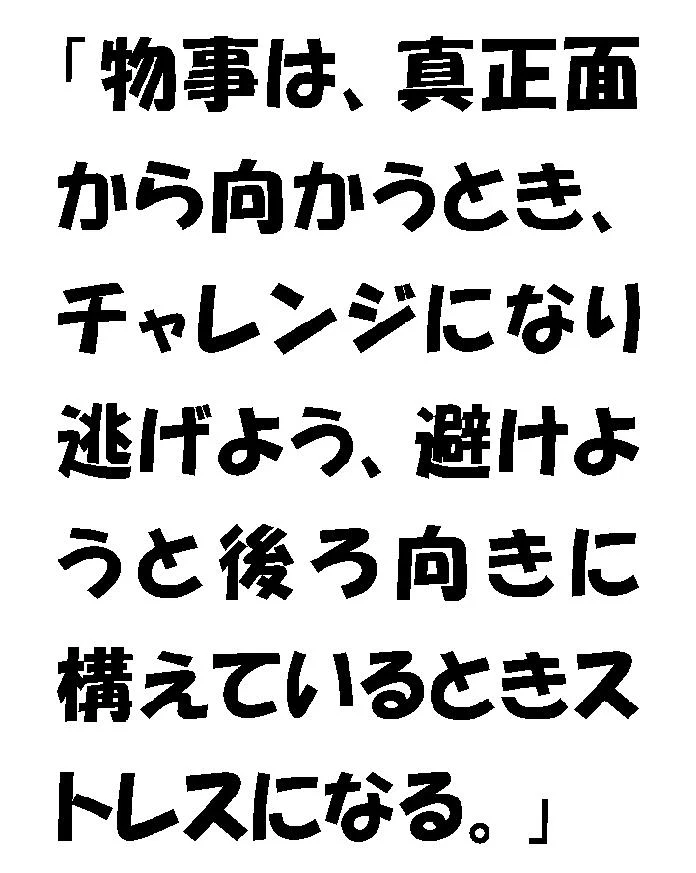 「物事は、真正面
から向かうとき、
チャレンジになり
逃げよう、避けよ
うと後ろ向きに
構えているときス
トレスになる。」